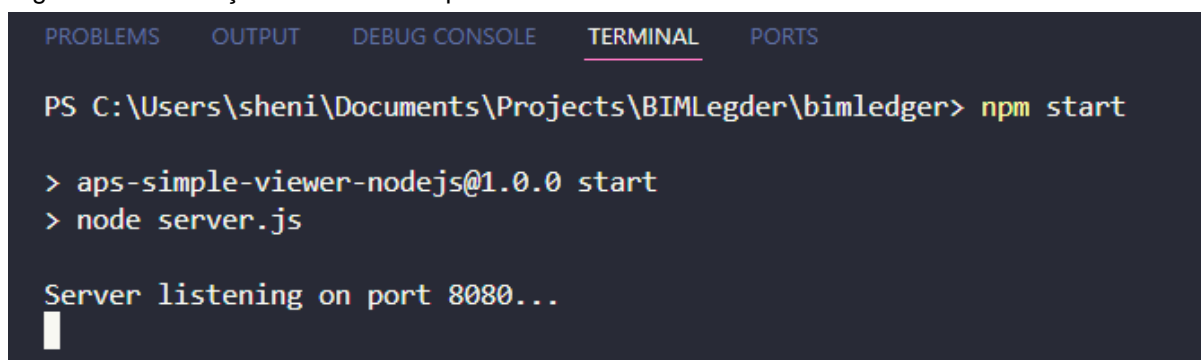 PROBLEMS OUTPUT DEBUG CONSOLE TERMINAL PORTS
PS C:\Users\sheni\Documents\Projects\BIMLegder\bimledger> npm start
> aps-simple-viewer-nodejs@1.0.0 start
> node server.js
Server listening on port 8080...